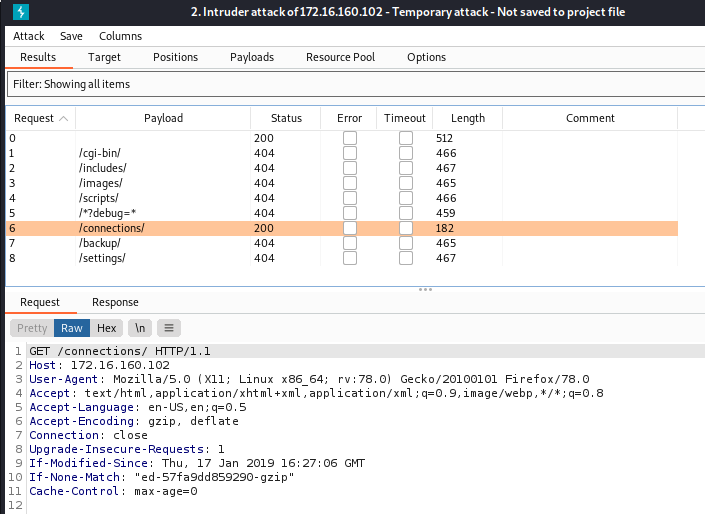 2. Intruder attack of 172.16.160.102 - Temporary attack - Not saved to project file
Attack Save Columns
Results Target Positions Payloads Resource Pool Options
Filter: Showing all items
Request Payload Status Error Timeout Length Comment
0 200 512
1 /cgi-bin/ 404 466
2 /includes/ 404 467
3 /images/ 404 465
4 /scripts/ 404 466
5 /*?debug=* 404 459
6 /connections/ 200 182
7 /backup/ 404 465
8 /settings/ 404 467
Request Response
Pretty Raw Hex \n
1 GET /connections/ HTTP/1.1
2 Host: 172.16.160.102
3 User-Agent: Mozilla/5.0 (X11; Linux x86_64; rv:78.0) Gecko/20100101 Firefox/78.0
4 Accept: text/html,application/xhtml+xml,application/xml;q=0.9,image/webp,*/*;q=0.8
5 Accept-Language: en-US,en;q=0.5
6 Accept-Encoding: gzip, deflate
7 Connection: close
8 Upgrade-Insecure-Requests: 1
9 If-Modified-Since: Thu, 17 Jan 2019 16:27:06 GMT
10 If-None-Match: "ed-57fa9dd859290-gzip"
11 Cache-Control: max-age=0
12